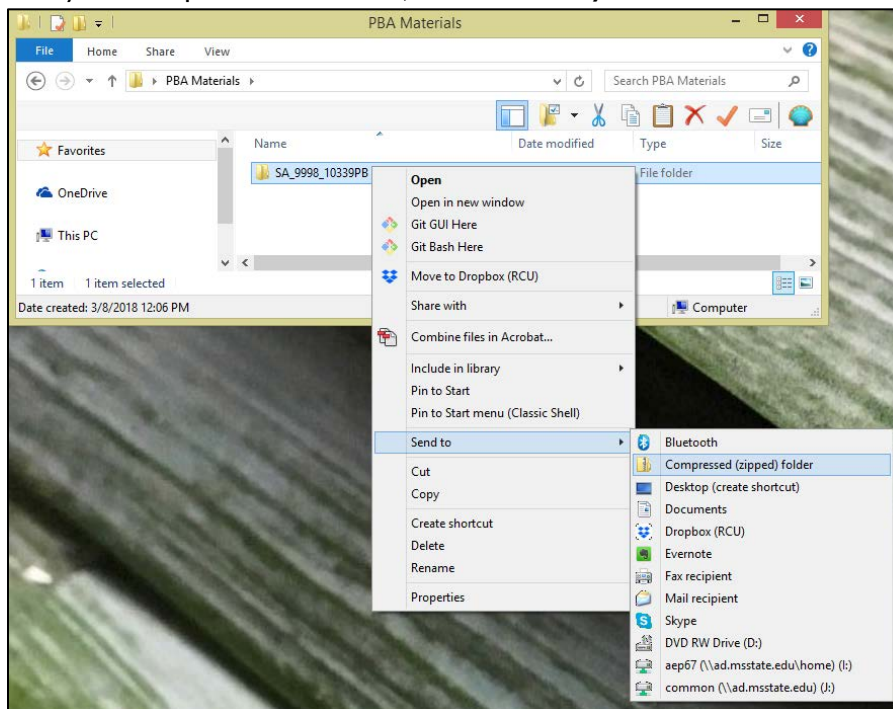 PBA Materials
File Home Share View
PBA Materials
Search PBA Materials
Name Date modified Type Size
Favorites
SA_9998_10339PB
File folder
OneDrive
This PC
1 item 1 item selected
Date created: 3/8/2018 12:06 PM
Computer
Open
Open in new window
Git GUI Here
Git Bash Here
Move to Dropbox (RCU)
Share with
Combine files in Acrobat...
Include in library
Pin to Start
Pin to Start menu (Classic Shell)
Send to
Cut
Copy
Create shortcut
Delete
Rename
Properties
Bluetooth
Compressed (zipped) folder
Desktop (create shortcut)
Documents
Dropbox (RCU)
Evernote
Fax recipient
Mail recipient
Skype
DVD RW Drive (D:)
aep67 (\\ad.msstate.edu\home) (I:)
common (\\ad.msstate.edu) (J:)